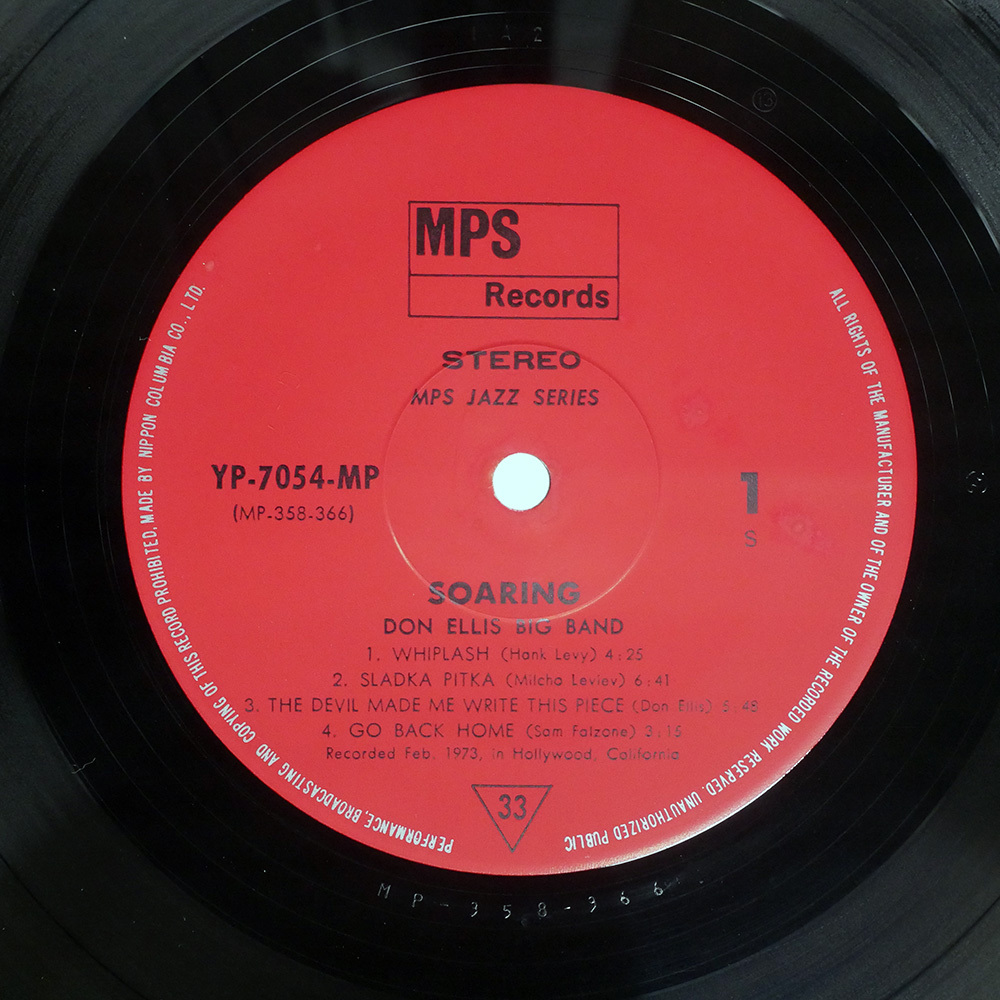 1 A 2
13
MPS
Records
STEREO
MPS JAZZ SERIES
YP-7054-MP
(MP-358-366)
1
S
SOARING
DON ELLIS BIG BAND
1. WHIPLASH (Hank Levy) 4:25
2. SLADKA PITKA (Milcho Leviev) 6:41
3. THE DEVIL MADE ME WRITE THIS PIECE (Don Ellis) 5:48
4. GO BACK HOME (Sam Falzone) 3:15
Recorded Feb. 1973, in Hollywood, California
33
ALL RIGHTS OF THE MANUFACTURER AND OF THE OWNER OF THE RECORDED WORK RESERVED. UNAUTHORIZED PUBLIC
PERFORMANCE, BROADCASTING AND COPYING OF THIS RECORD PROHIBITED, MADE BY NIPPON COLUMBIA CO., LTD.
MP-358-366